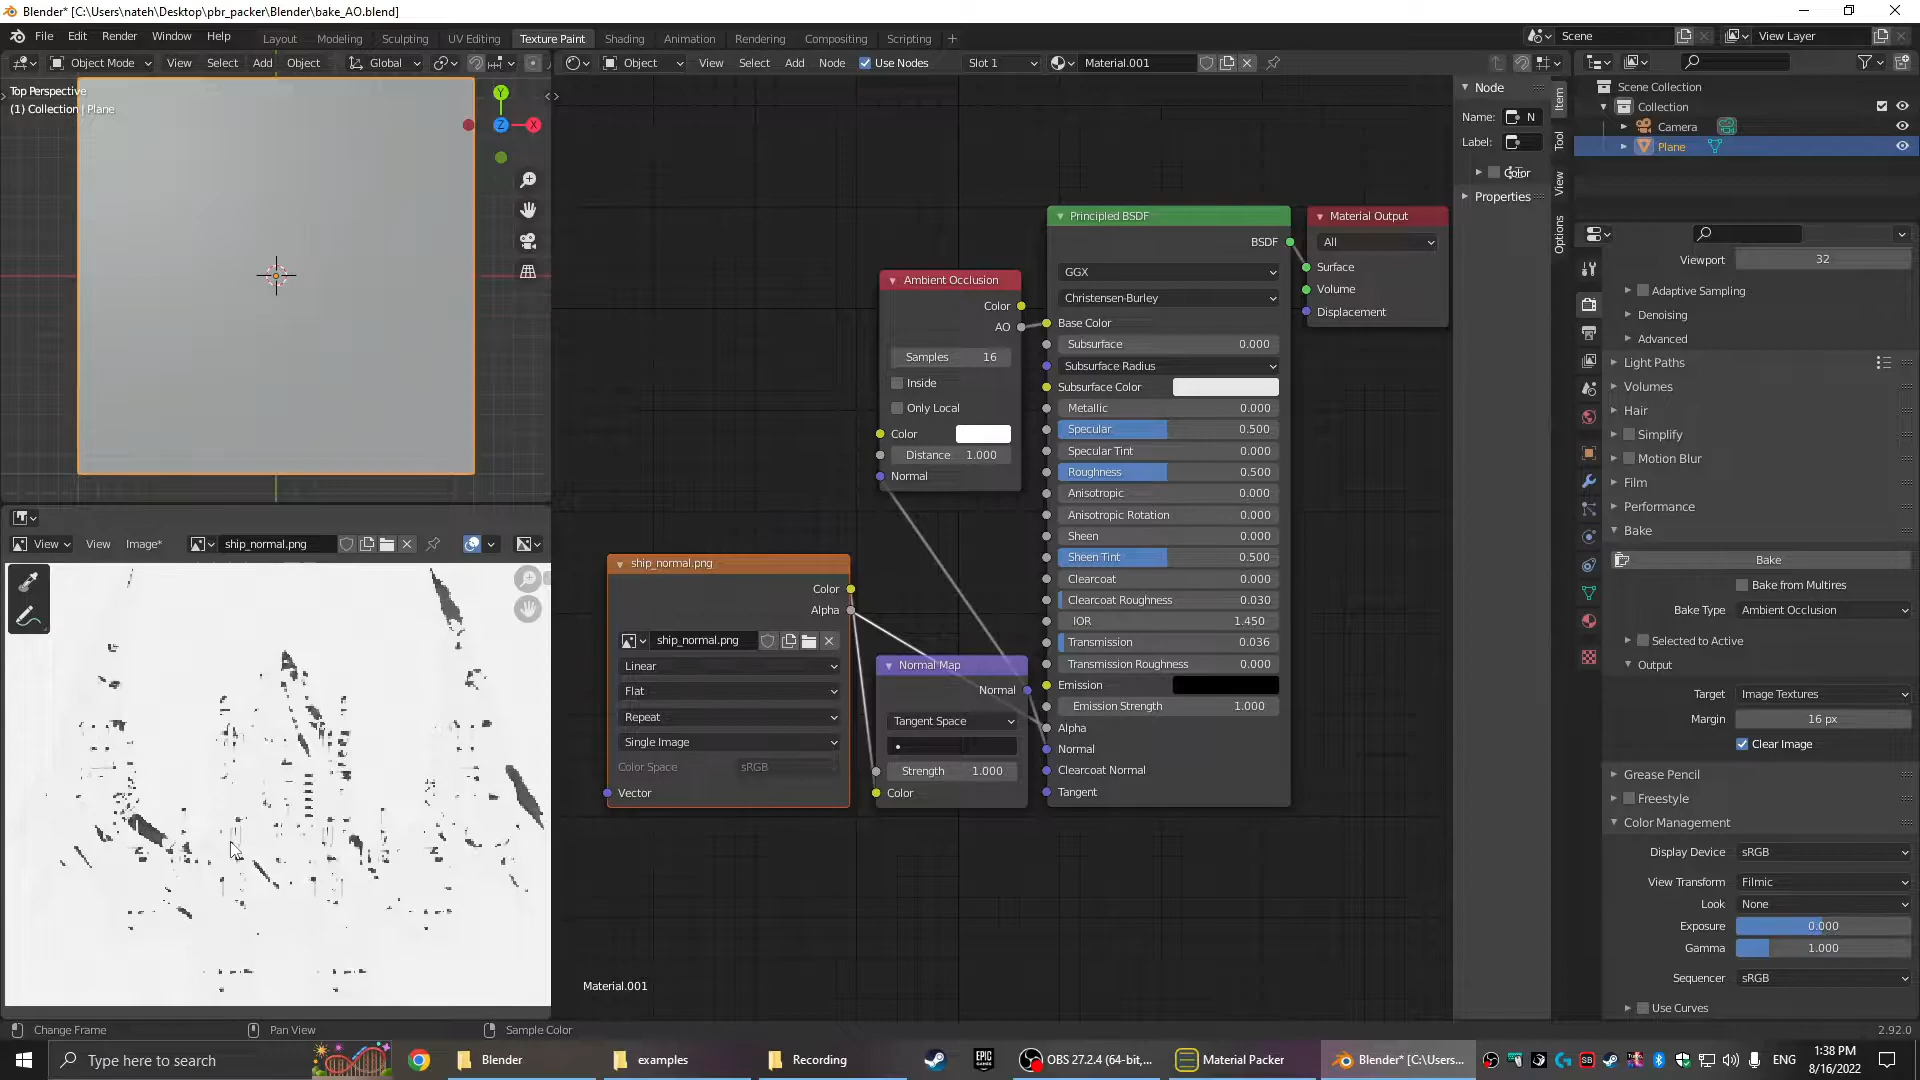 Blender* [C:\Users\nateh\Desktop\pbr_packer\Blender\bake_AO.blend]
File Edit Render Window Help Layout Modeling Sculpting UV Editing Texture Paint Shading Animation Rendering Compositing Scripting + Scene View Layer
Object Mode View Select Add Object Global Object View Select Add Node Use Nodes Slot 1 Material.001
Top Perspective
(1) Collection | Plane
Y
Z
X
Node
Name: N
Label:
Color
Properties
Item
Tool
View
Options
Scene Collection
Collection
Camera
Plane
Ambient Occlusion
Color
AO
Samples 16
Inside
Only Local
Color
Distance 1.000
Normal
Principled BSDF
BSDF
GGX
Christensen-Burley
Base Color
Subsurface 0.000
Subsurface Radius
Subsurface Color
Metallic 0.000
Specular 0.500
Specular Tint 0.000
Roughness 0.500
Anisotropic 0.000
Anisotropic Rotation 0.000
Sheen 0.000
Sheen Tint 0.500
Clearcoat 0.000
Clearcoat Roughness 0.030
IOR 1.450
Transmission 0.036
Transmission Roughness 0.000
Emission
Emission Strength 1.000
Alpha
Normal
Clearcoat Normal
Tangent
Material Output
All
Surface
Volume
Displacement
ship_normal.png
Color
Alpha
ship_normal.png
Linear
Flat
Repeat
Single Image
Color Space sRGB
Vector
Normal Map
Normal
Tangent Space
Strength 1.000
Color
Material.001
View View Image* ship_normal.png
Viewport 32
Adaptive Sampling
Denoising
Advanced
Light Paths
Volumes
Hair
Simplify
Motion Blur
Film
Performance
Bake
Bake
Bake from Multires
Bake Type Ambient Occlusion
Selected to Active
Output
Target Image Textures
Margin 16 px
Clear Image
Grease Pencil
Freestyle
Color Management
Display Device sRGB
View Transform Filmic
Look None
Exposure 0.000
Gamma 1.000
Sequencer sRGB
Use Curves
Change Frame Pan View Sample Color 2.92.0
Type here to search Blender examples Recording EPIC OBS 27.2.4 (64-bit,... Material Packer Blender* [C:\Users... SB ENG 1:38 PM
8/16/2022